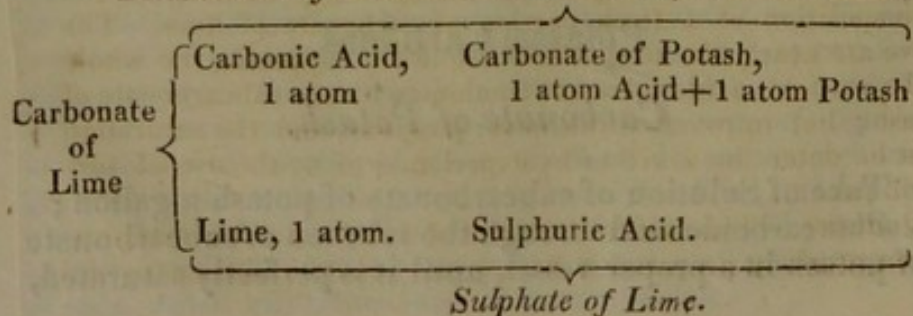 Carbonic Acid, Carbonate of Potash,
1 atom 1 atom Acid+1 atom Potash
Carbonate
of
Lime
Lime, 1 atom. Sulphuric Acid.
Sulphate of Lime.